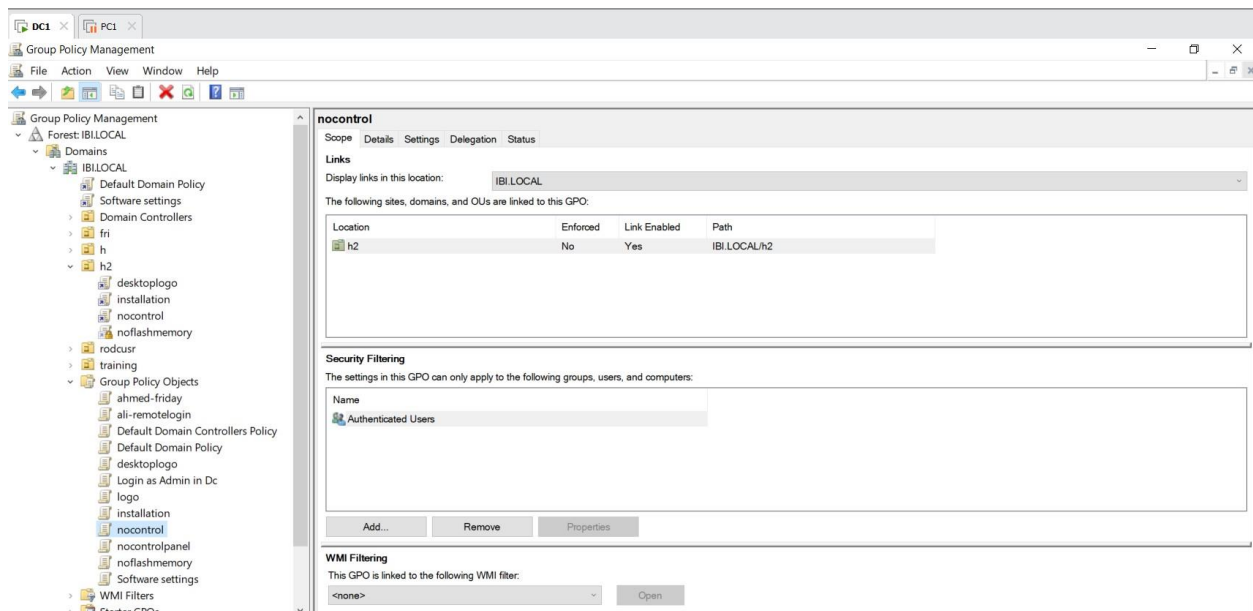 DC1 PC1
Group Policy Management
File Action View Window Help
Group Policy Management
Forest: IBI.LOCAL
Domains
IBI.LOCAL
Default Domain Policy
Software settings
Domain Controllers
fri
h
h2
desktoplogo
installation
nocontrol
noflashmemory
rodcusr
training
Group Policy Objects
ahmed-friday
ali-remotelogin
Default Domain Controllers Policy
Default Domain Policy
desktoplogo
Login as Admin in Dc
logo
installation
nocontrol
nocontrolpanel
noflashmemory
Software settings
WMI Filters
Starter GPOs
nocontrol
Scope Details Settings Delegation Status
Links
Display links in this location: IBI.LOCAL
The following sites, domains, and OUs are linked to this GPO:
Location Enforced Link Enabled Path
h2 No Yes IBI.LOCAL/h2
Security Filtering
The settings in this GPO can only apply to the following groups, users, and computers:
Name
Authenticated Users
Add... Remove Properties
WMI Filtering
This GPO is linked to the following WMI filter:
<none> Open